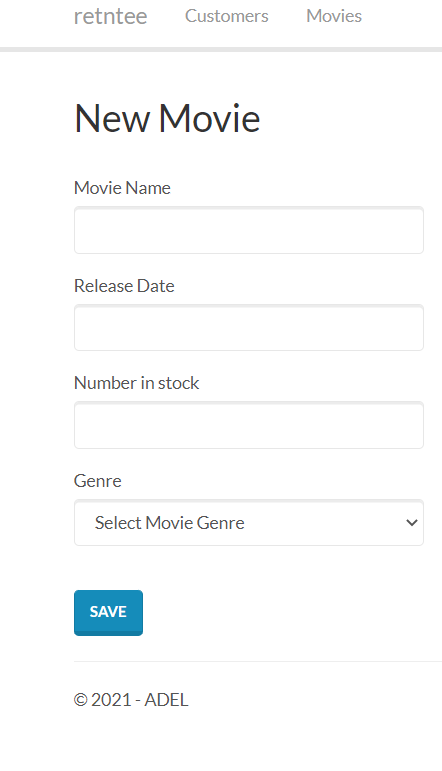 retntee Customers Movies
New Movie
Movie Name
Release Date
Number in stock
Genre
Select Movie Genre
SAVE
© 2021 - ADEL